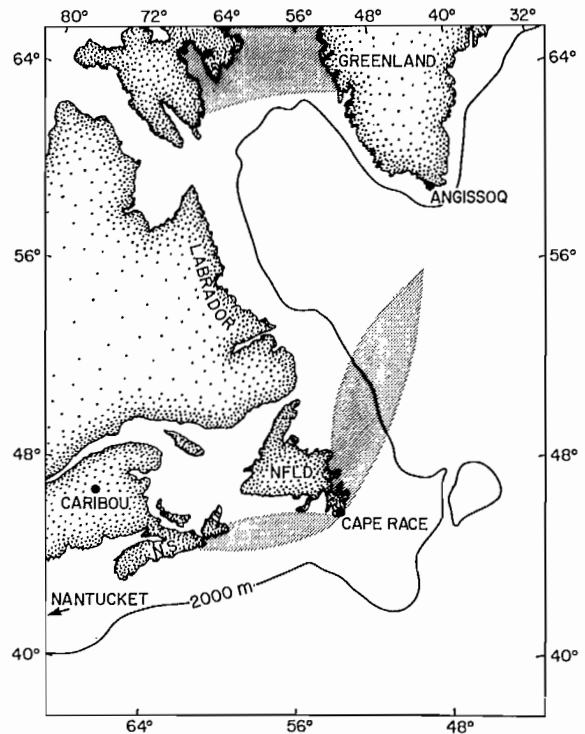 80° 72° 64° 56° 48° 40° 32°
64° 64°
GREENLAND
ANGISSOQ
56° 56°
LABRADOR
48° 48°
NFLD.
CARIBOU
CAPE RACE
N.S.
NANTUCKET
2000 m
40° 40°
64° 56° 48°